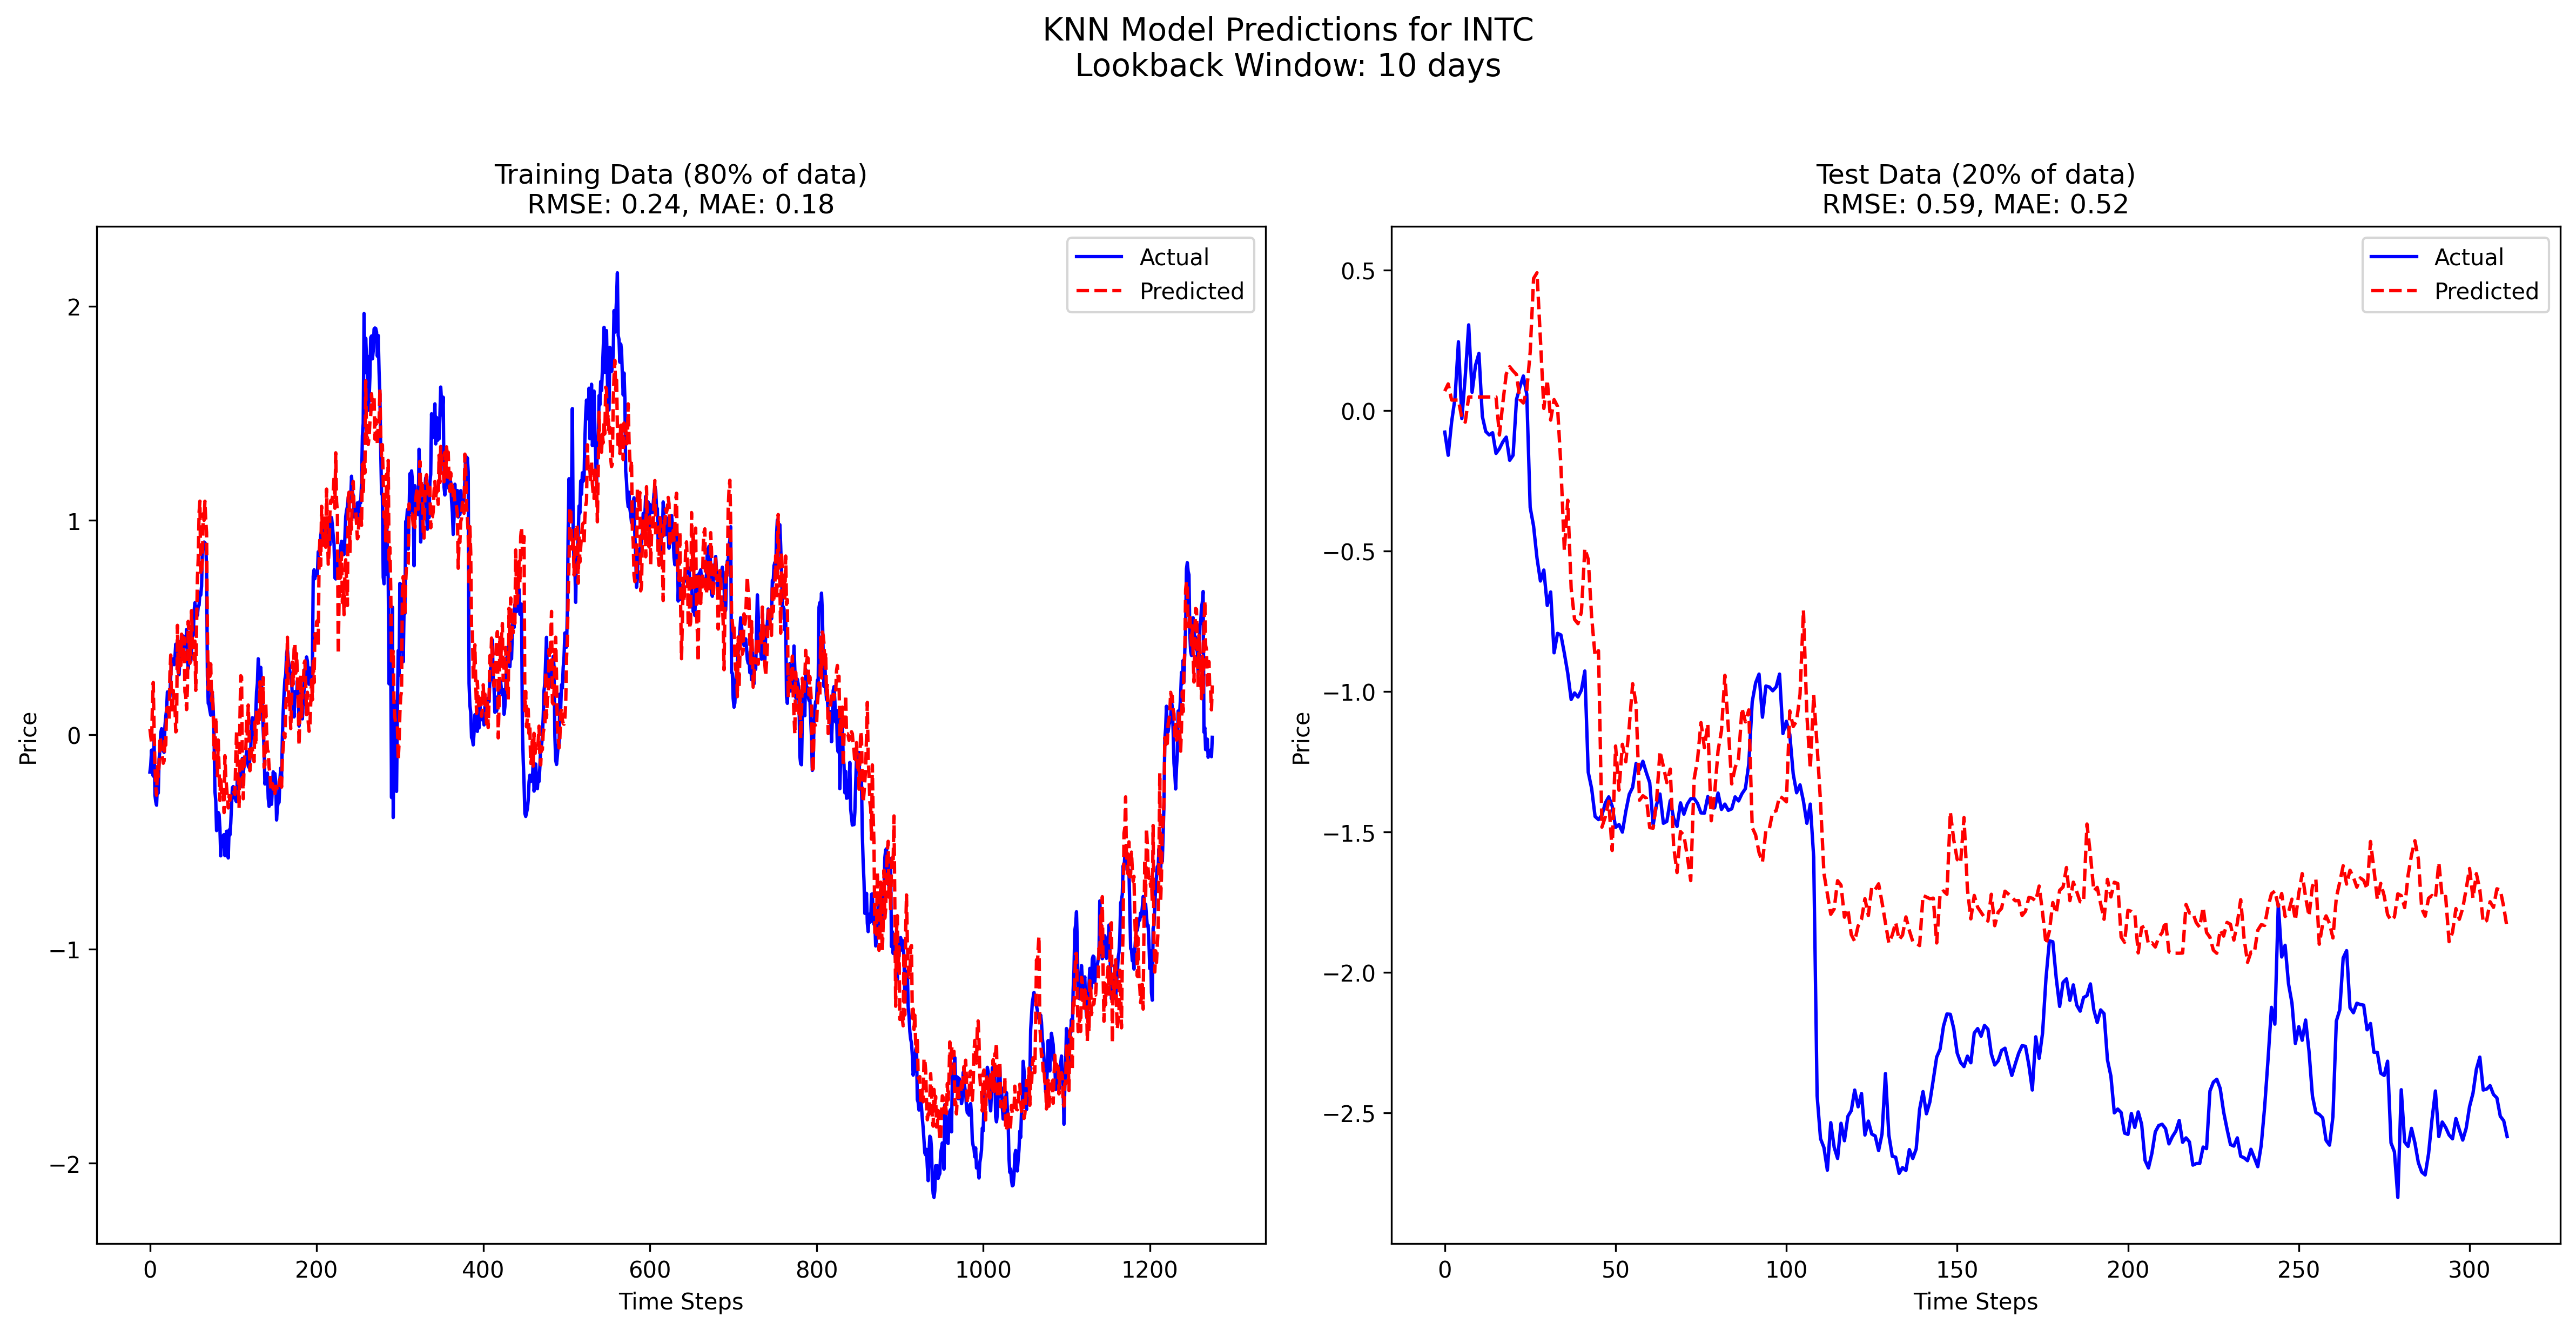 KNN Model Predictions for INTC
Lookback Window: 10 days
Training Data (80% of data)
RMSE: 0.24, MAE: 0.18
Actual
Predicted
2
1
0
−1
−2
Price
0
200
400
600
800
1000
1200
Time Steps
Test Data (20% of data)
RMSE: 0.59, MAE: 0.52
Actual
Predicted
0.5
0.0
−0.5
−1.0
−1.5
−2.0
−2.5
Price
0
50
100
150
200
250
300
Time Steps